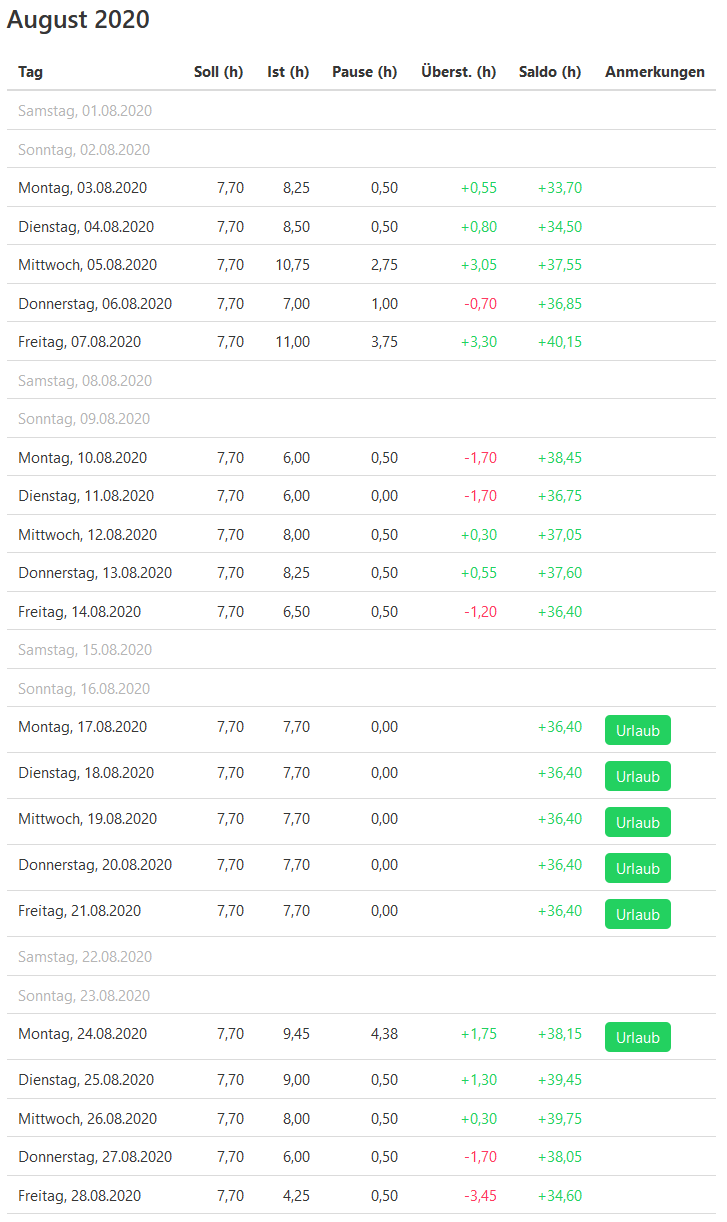 August 2020
Tag Soll (h) Ist (h) Pause (h) Überst. (h) Saldo (h) Anmerkungen
Samstag, 01.08.2020
Sonntag, 02.08.2020
Montag, 03.08.2020 7,70 8,25 0,50 +0,55 +33,70
Dienstag, 04.08.2020 7,70 8,50 0,50 +0,80 +34,50
Mittwoch, 05.08.2020 7,70 10,75 2,75 +3,05 +37,55
Donnerstag, 06.08.2020 7,70 7,00 1,00 -0,70 +36,85
Freitag, 07.08.2020 7,70 11,00 3,75 +3,30 +40,15
Samstag, 08.08.2020
Sonntag, 09.08.2020
Montag, 10.08.2020 7,70 6,00 0,50 -1,70 +38,45
Dienstag, 11.08.2020 7,70 6,00 0,00 -1,70 +36,75
Mittwoch, 12.08.2020 7,70 8,00 0,50 +0,30 +37,05
Donnerstag, 13.08.2020 7,70 8,25 0,50 +0,55 +37,60
Freitag, 14.08.2020 7,70 6,50 0,50 -1,20 +36,40
Samstag, 15.08.2020
Sonntag, 16.08.2020
Montag, 17.08.2020 7,70 7,70 0,00 +36,40 Urlaub
Dienstag, 18.08.2020 7,70 7,70 0,00 +36,40 Urlaub
Mittwoch, 19.08.2020 7,70 7,70 0,00 +36,40 Urlaub
Donnerstag, 20.08.2020 7,70 7,70 0,00 +36,40 Urlaub
Freitag, 21.08.2020 7,70 7,70 0,00 +36,40 Urlaub
Samstag, 22.08.2020
Sonntag, 23.08.2020
Montag, 24.08.2020 7,70 9,45 4,38 +1,75 +38,15 Urlaub
Dienstag, 25.08.2020 7,70 9,00 0,50 +1,30 +39,45
Mittwoch, 26.08.2020 7,70 8,00 0,50 +0,30 +39,75
Donnerstag, 27.08.2020 7,70 6,00 0,50 -1,70 +38,05
Freitag, 28.08.2020 7,70 4,25 0,50 -3,45 +34,60